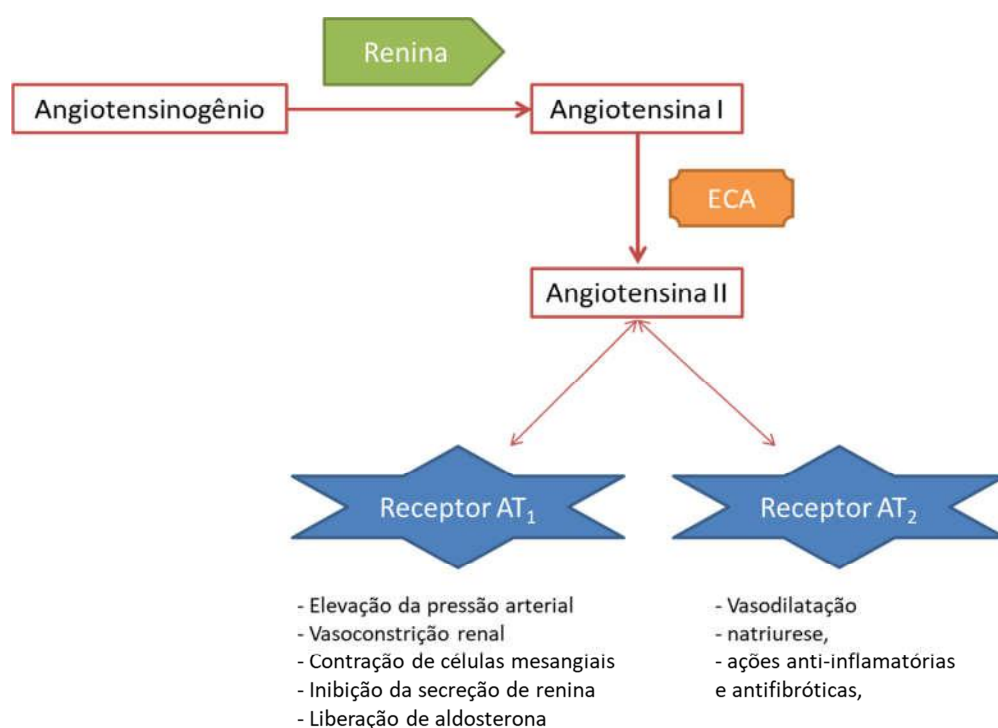 Renina
Angiotensinogênio
Angiotensina I
ECA
Angiotensina II
Receptor AT₁
Receptor AT₂
- Elevação da pressão arterial
- Vasoconstrição renal
- Contração de células mesangiais
- Inibição da secreção de renina
- Liberação de aldosterona
- Vasodilatação
- natriurese,
- ações anti-inflamatórias
e antifibróticas,